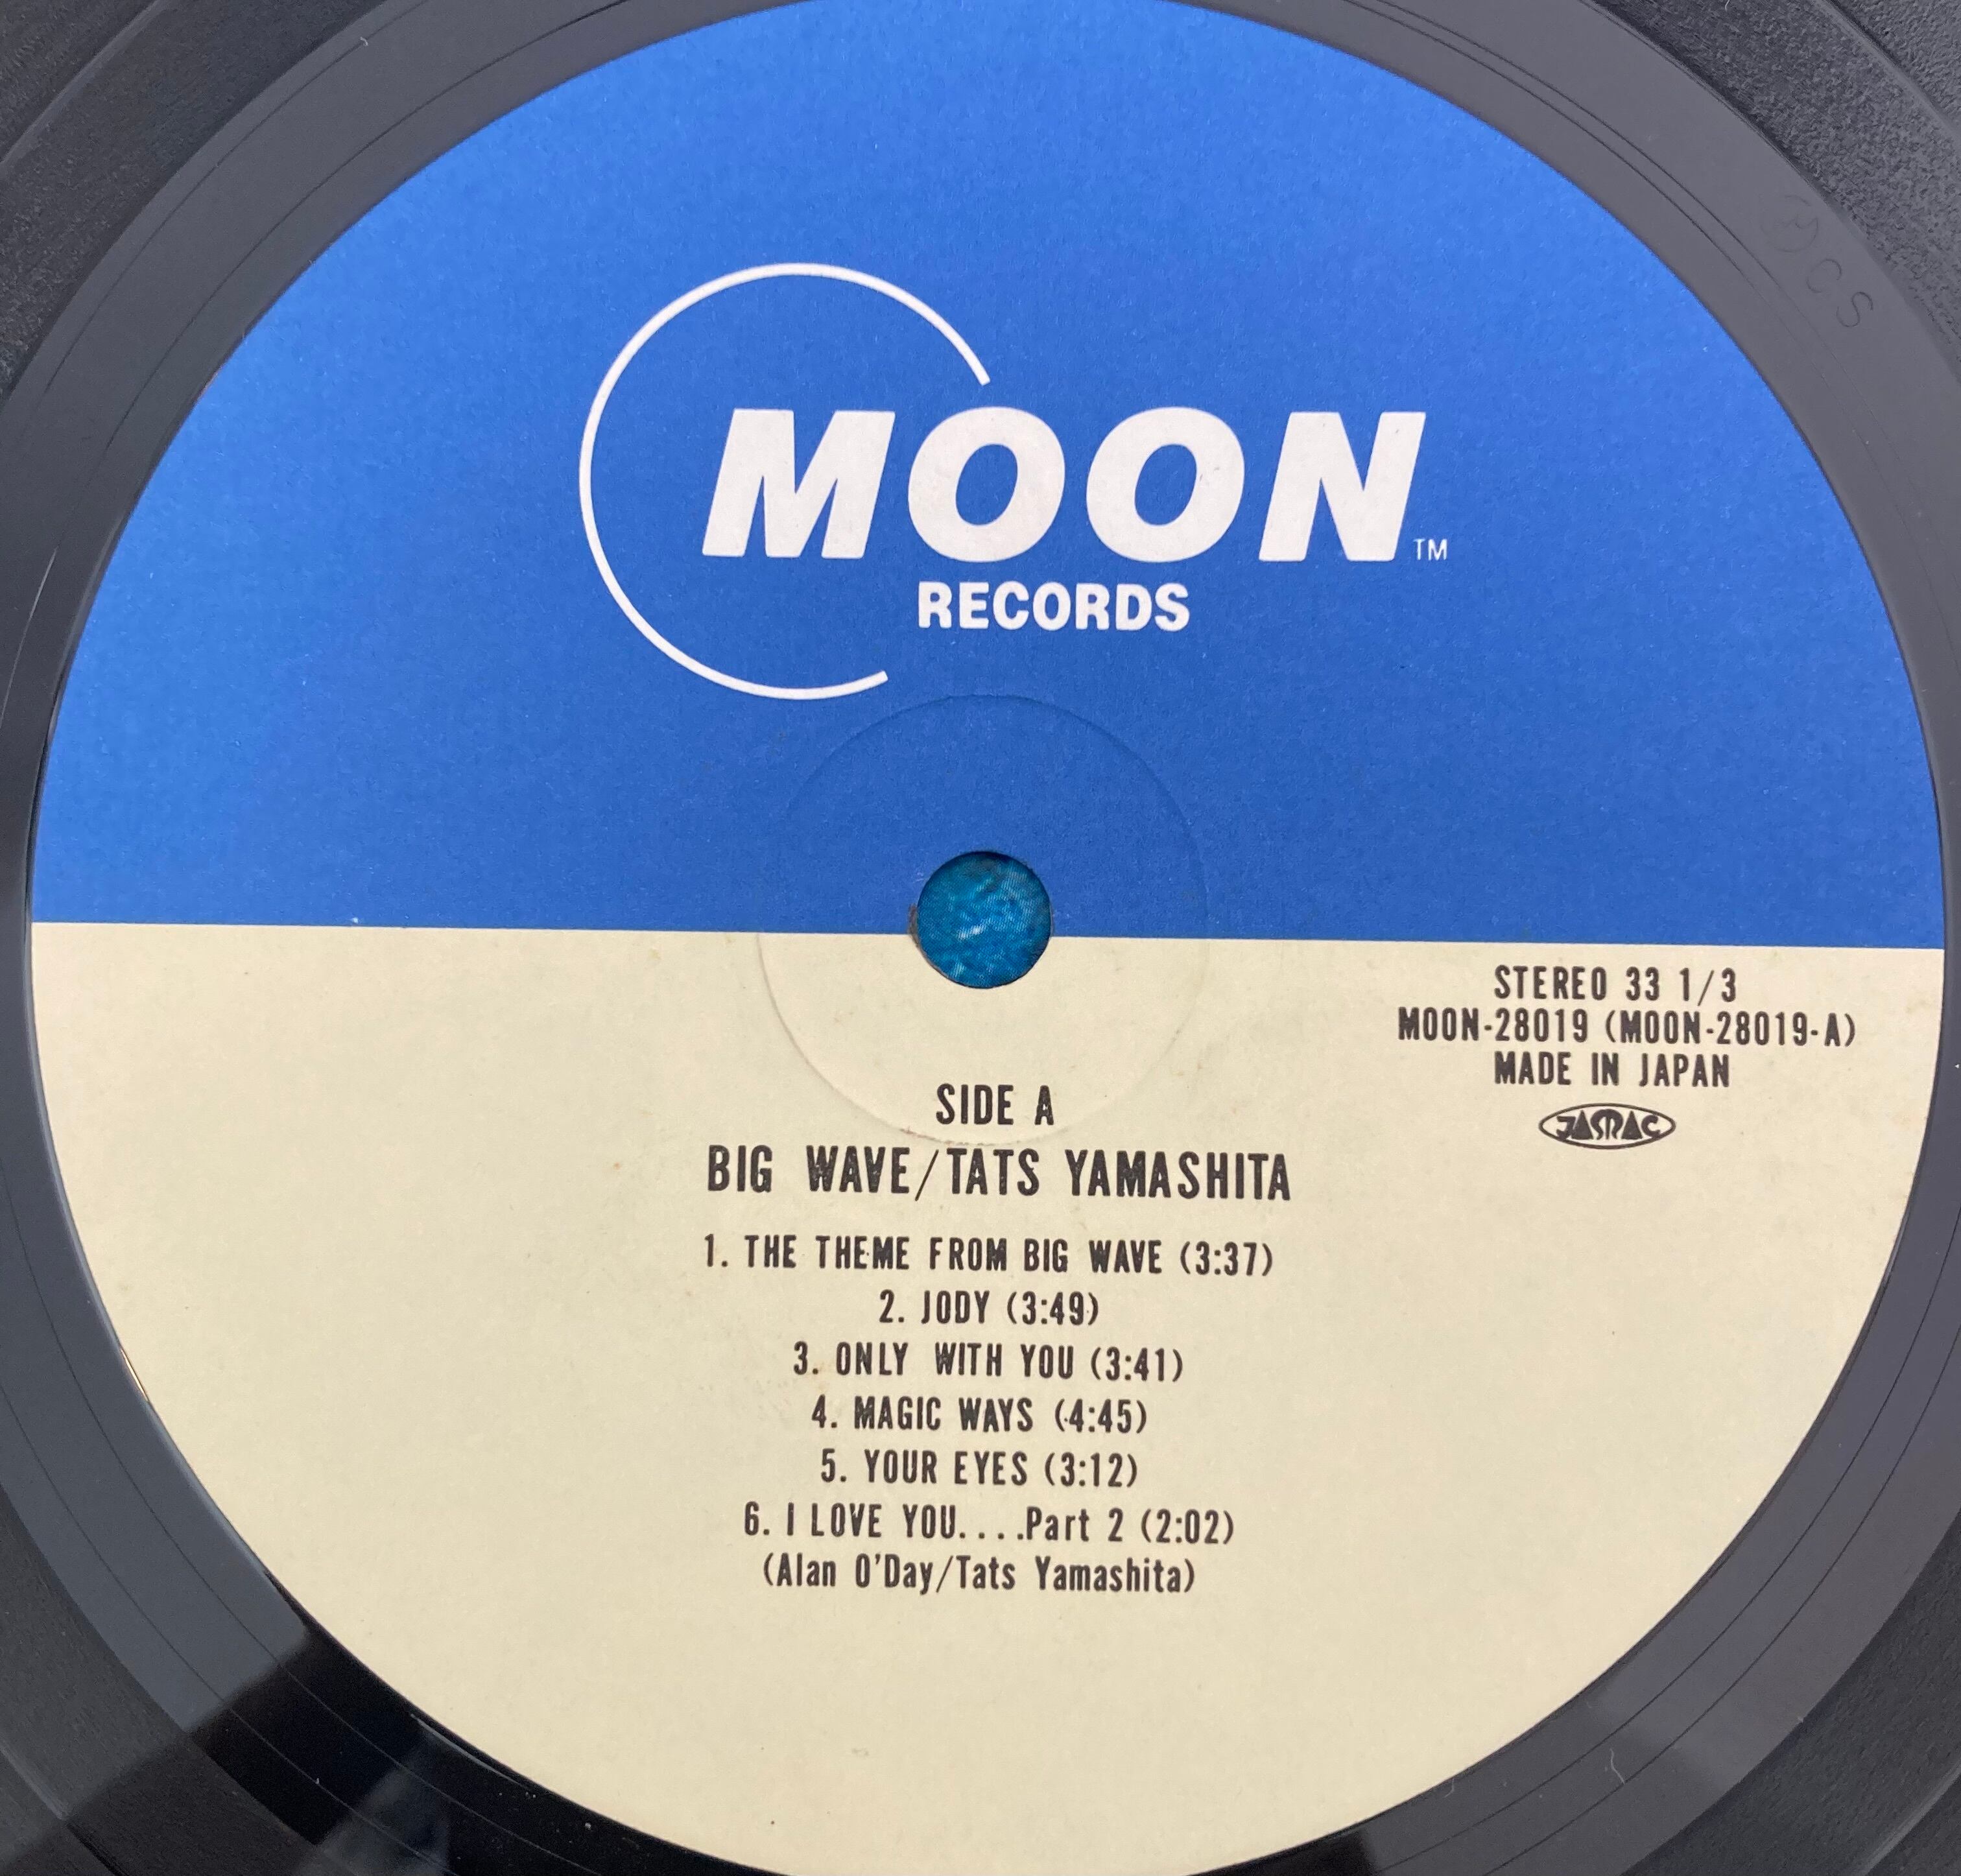 MOON
TM
RECORDS
STEREO 33 1/3
MOON-28019 (MOON-28019-A)
MADE IN JAPAN
JASRAC
SIDE A
BIG WAVE/TATS YAMASHITA
1. THE THEME FROM BIG WAVE (3:37)
2. JODY (3:49)
3. ONLY WITH YOU (3:41)
4. MAGIC WAYS (4:45)
5. YOUR EYES (3:12)
6. I LOVE YOU....Part 2 (2:02)
(Alan O'Day/Tats Yamashita)